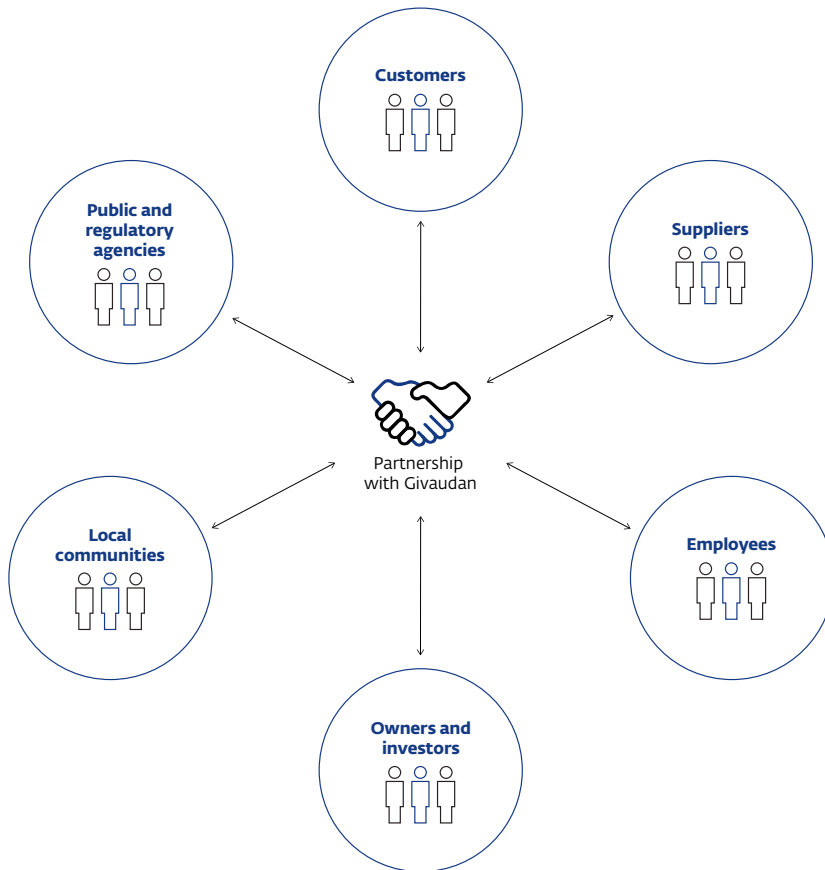 Customers
Public and
regulatory
agencies
Suppliers
Partnership
with Givaudan
Local
communities
Employees
Owners and
investors